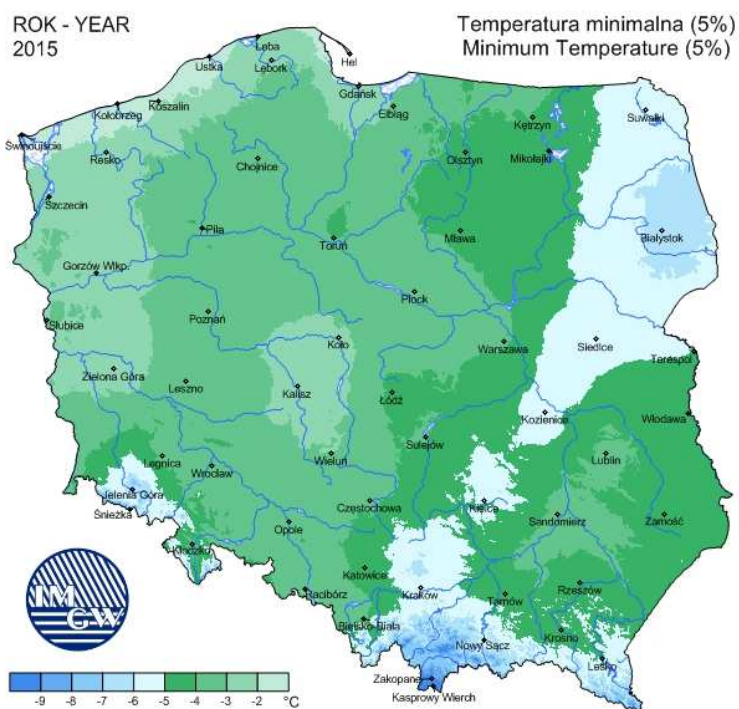 ROK - YEAR
2015
Temperatura minimalna (5%)
Minimum Temperature (5%)
Łeba
Hel
Ustka
Lębork
Gdańsk
Koszalin
Kołobrzeg
Elbląg
Kętrzyn
Suwałki
Świnoujście
Resko
Chojnice
Olsztyn
Mikołajki
Szczecin
Piła
Toruń
Mława
Białystok
Gorzów Wlkp.
Płock
Słubice
Poznań
Koło
Warszawa
Siedlce
Terespol
Zielona Góra
Leszno
Kalisz
Łódź
Kozienice
Włodawa
Sulejów
Legnica
Wrocław
Wieluń
Lublin
Jelenia Góra
Śnieżka
Częstochowa
Kielce
Sandomierz
Zamość
Opole
Kłodzko
Katowice
Racibórz
Kraków
Tarnów
Rzeszów
Bielsko-Biała
Nowy Sącz
Krosno
Lesko
Zakopane
Kasprowy Wierch
IM
GW
-9 -8 -7 -6 -5 -4 -3 -2 -1 °C